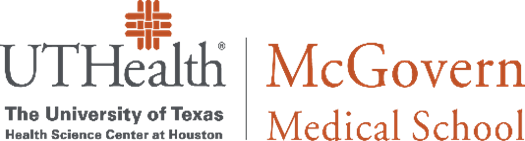 UTHealth®
The University of Texas
Health Science Center at Houston
McGovern
Medical School